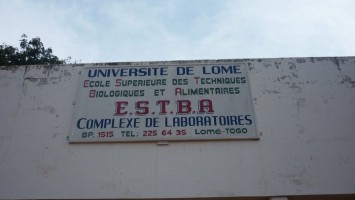 UNIVERSITE DE LOME
ECOLE SUPERIEURE DES TECHNIQUES
BIOLOGIQUES ET ALIMENTAIRES
E.S.T.B.A
COMPLEXE DE LABORATOIRES
BP. 1515 TEL: 225 64 35 LOMÉ-TOGO